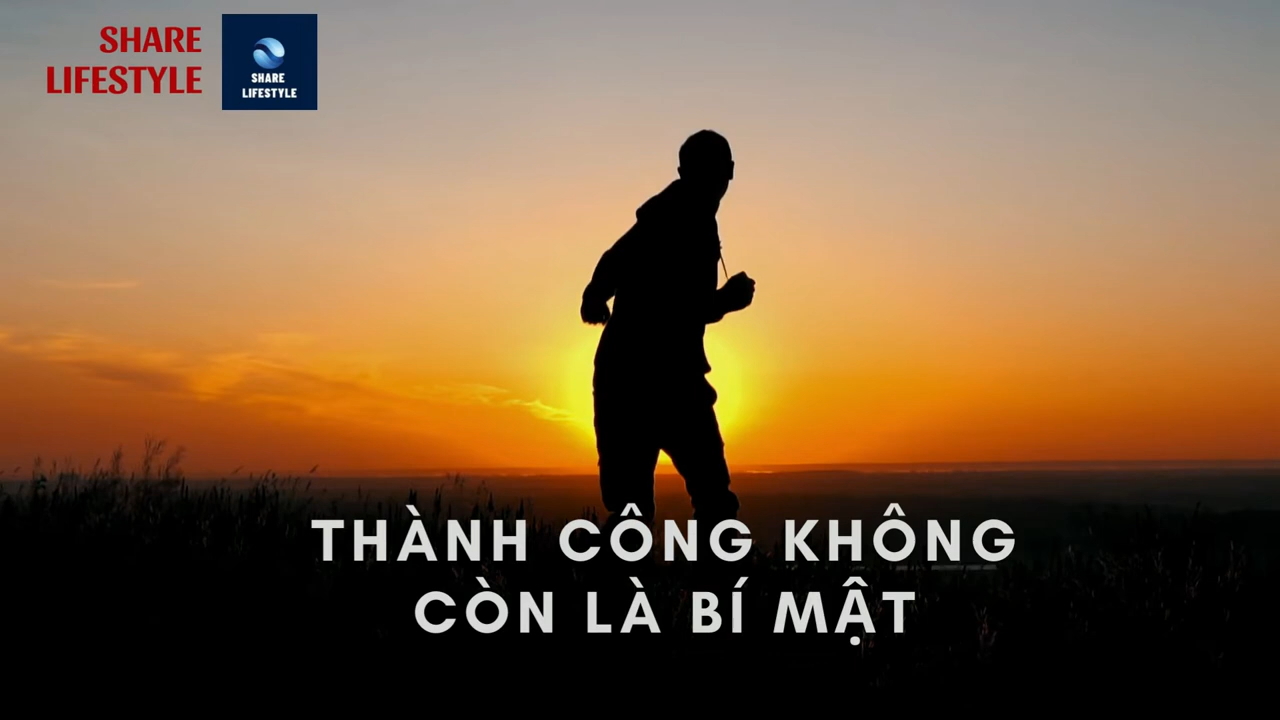 SHARE
LIFESTYLE
SHARE
LIFESTYLE
THÀNH CÔNG KHÔNG
CÒN LÀ BÍ MẬT